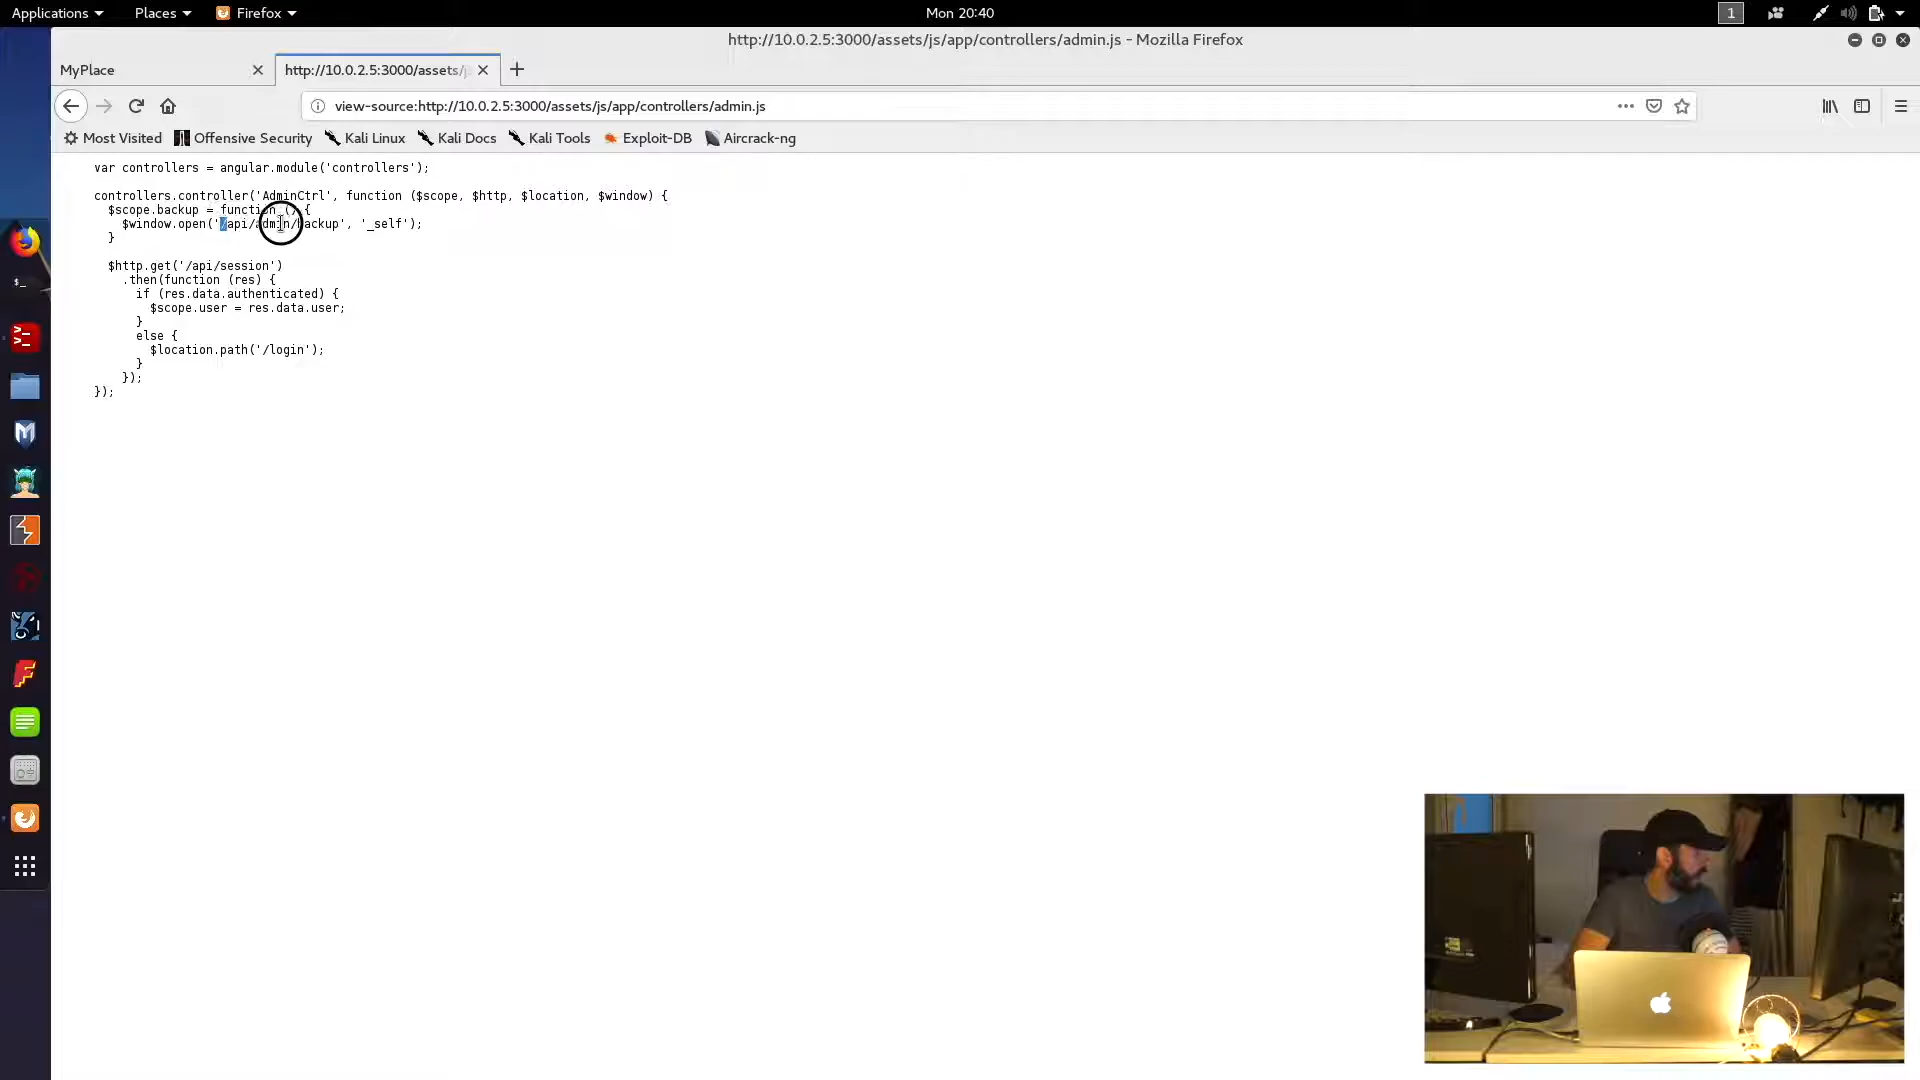 Applications Places Firefox Mon 20:40 1
http://10.0.2.5:3000/assets/js/app/controllers/admin.js - Mozilla Firefox
MyPlace http://10.0.2.5:3000/assets/j
view-source:http://10.0.2.5:3000/assets/js/app/controllers/admin.js
Most Visited Offensive Security Kali Linux Kali Docs Kali Tools Exploit-DB Aircrack-ng
var controllers = angular.module('controllers');
controllers.controller('AdminCtrl', function ($scope, $http, $location, $window) {
$scope.backup = function () {
$window.open('/api/admin/backup', '_self');
}
$http.get('/api/session')
.then(function (res) {
if (res.data.authenticated) {
$scope.user = res.data.user;
}
else {
$location.path('/login');
}
});
});